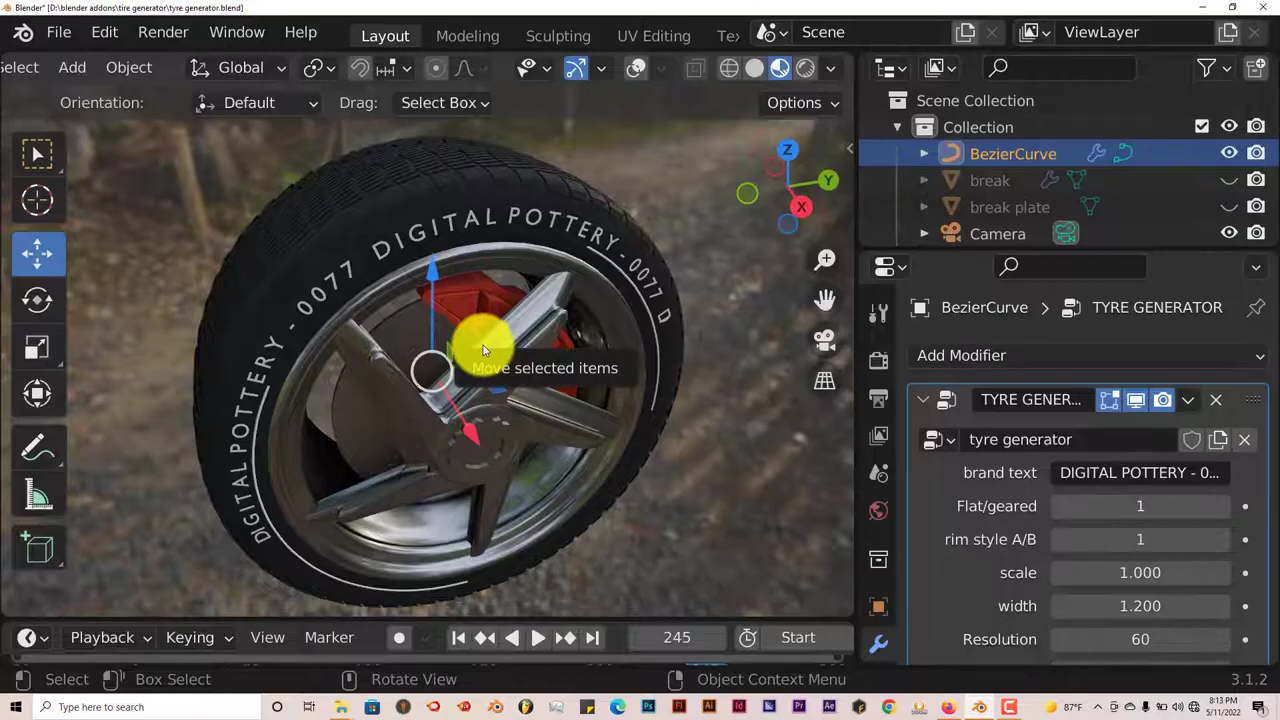 Blender* [D:\blender addons\tire generator\tyre generator.blend]
File Edit Render Window Help Layout Modeling Sculpting UV Editing Te Scene ViewLayer
elect Add Object Global
Orientation: Default Drag: Select Box Options
Scene Collection
Collection
BezierCurve
break
break plate
Camera
Z
Y
X
DIGITAL POTTERY - 0077 DIGITAL POTTERY - 0077 D
Move selected items
BezierCurve TYRE GENERATOR
Add Modifier
TYRE GENER...
tyre generator
brand text DIGITAL POTTERY - 0...
Flat/geared 1
rim style A/B 1
scale 1.000
width 1.200
Resolution 60
Playback Keying View Marker 245 Start
Select Box Select Rotate View Object Context Menu 3.1.2
Type here to search
87°F
8:13 PM
5/11/2022